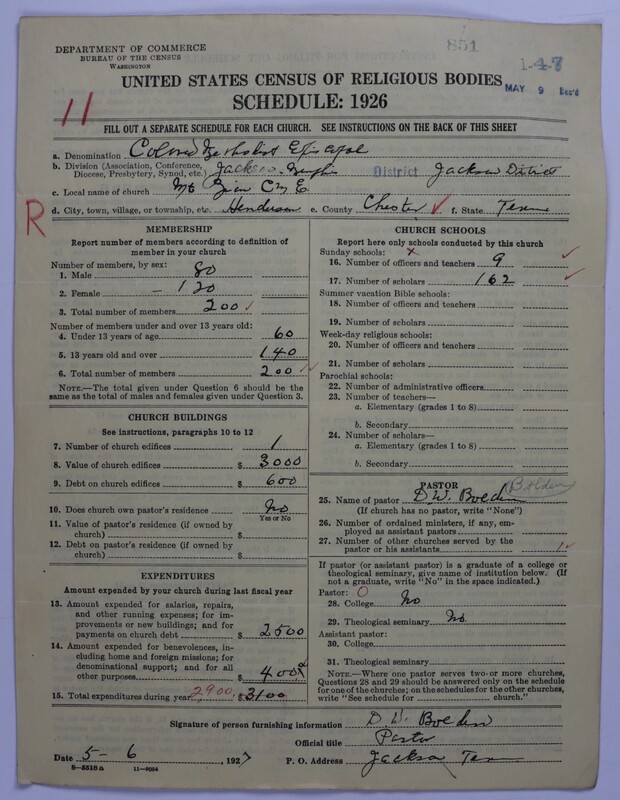 DEPARTMENT OF COMMERCE
BUREAU OF THE CENSUS
WASHINGTON
851
1-4-7
MAY 9 Rec'd
11
UNITED STATES CENSUS OF RELIGIOUS BODIES
SCHEDULE: 1926
FILL OUT A SEPARATE SCHEDULE FOR EACH CHURCH. SEE INSTRUCTIONS ON THE BACK OF THIS SHEET
a. Denomination Colored Methodist Episcopal
b. Division (Association, Conference, Diocese, Presbytery, Synod, etc.) Jackson Memphis District Jackson District
c. Local name of church Mt Zion C M E
R
d. City, town, village, or township, etc. Henderson e. County Chester ✓ f. State Tenn
MEMBERSHIP
Report number of members according to definition of
member in your church
Number of members, by sex:
1. Male 80
2. Female 120
3. Total number of members 200 ✓
Number of members under and over 13 years old:
4. Under 13 years of age 60
5. 13 years old and over 140
6. Total number of members 200 ✓
NOTE.—The total given under Question 6 should be the
same as the total of males and females given under Question 3.
CHURCH BUILDINGS
See instructions, paragraphs 10 to 12
7. Number of church edifices 1
8. Value of church edifices $ 3000
9. Debt on church edifices $ 600
10. Does church own pastor's residence? No
Yes or No
11. Value of pastor's residence (if owned by
church) $
12. Debt on pastor's residence (if owned by
church) $
EXPENDITURES
Amount expended by your church during last fiscal year
13. Amount expended for salaries, repairs,
and other running expenses; for im-
provements or new buildings; and for
payments on church debt $ 2500
14. Amount expended for benevolences,
including home and foreign missions; for
denominational support; and for all
other purposes $ 400
15. Total expenditures during year 2900 $ 3100
CHURCH SCHOOLS
Report here only schools conducted by this church
Sunday schools: x
16. Number of officers and teachers 9 ✓
17. Number of scholars 162 ✓
Summer vacation Bible schools:
18. Number of officers and teachers
19. Number of scholars
Week-day religious schools:
20. Number of officers and teachers
21. Number of scholars
Parochial schools:
22. Number of administrative officers
23. Number of teachers—
a. Elementary (grades 1 to 8)
b. Secondary
24. Number of scholars—
a. Elementary (grades 1 to 8)
b. Secondary
PASTOR
25. Name of pastor D. W. Bolden (Bolden)
(If church has no pastor, write "None")
26. Number of ordained ministers, if any, em-
ployed as assistant pastors
27. Number of other churches served by the
pastor or his assistants 1 ✓
If pastor (or assistant pastor) is a graduate of a college or
theological seminary, give name of institution below. (If
not a graduate, write "No" in the space indicated.)
Pastor: O
28. College No
29. Theological seminary No
Assistant pastor:
30. College
31. Theological seminary
NOTE.—Where one pastor serves two or more churches,
Questions 28 and 29 should be answered only on the schedule
for one of the churches; on the schedules for the other churches,
write "See schedule for church."
Signature of person furnishing information D. W. Bolden
Official title Pastor
Date 5 - 6, 1927 P. O. Address Jackson Tenn
8—5518 a 11—9034